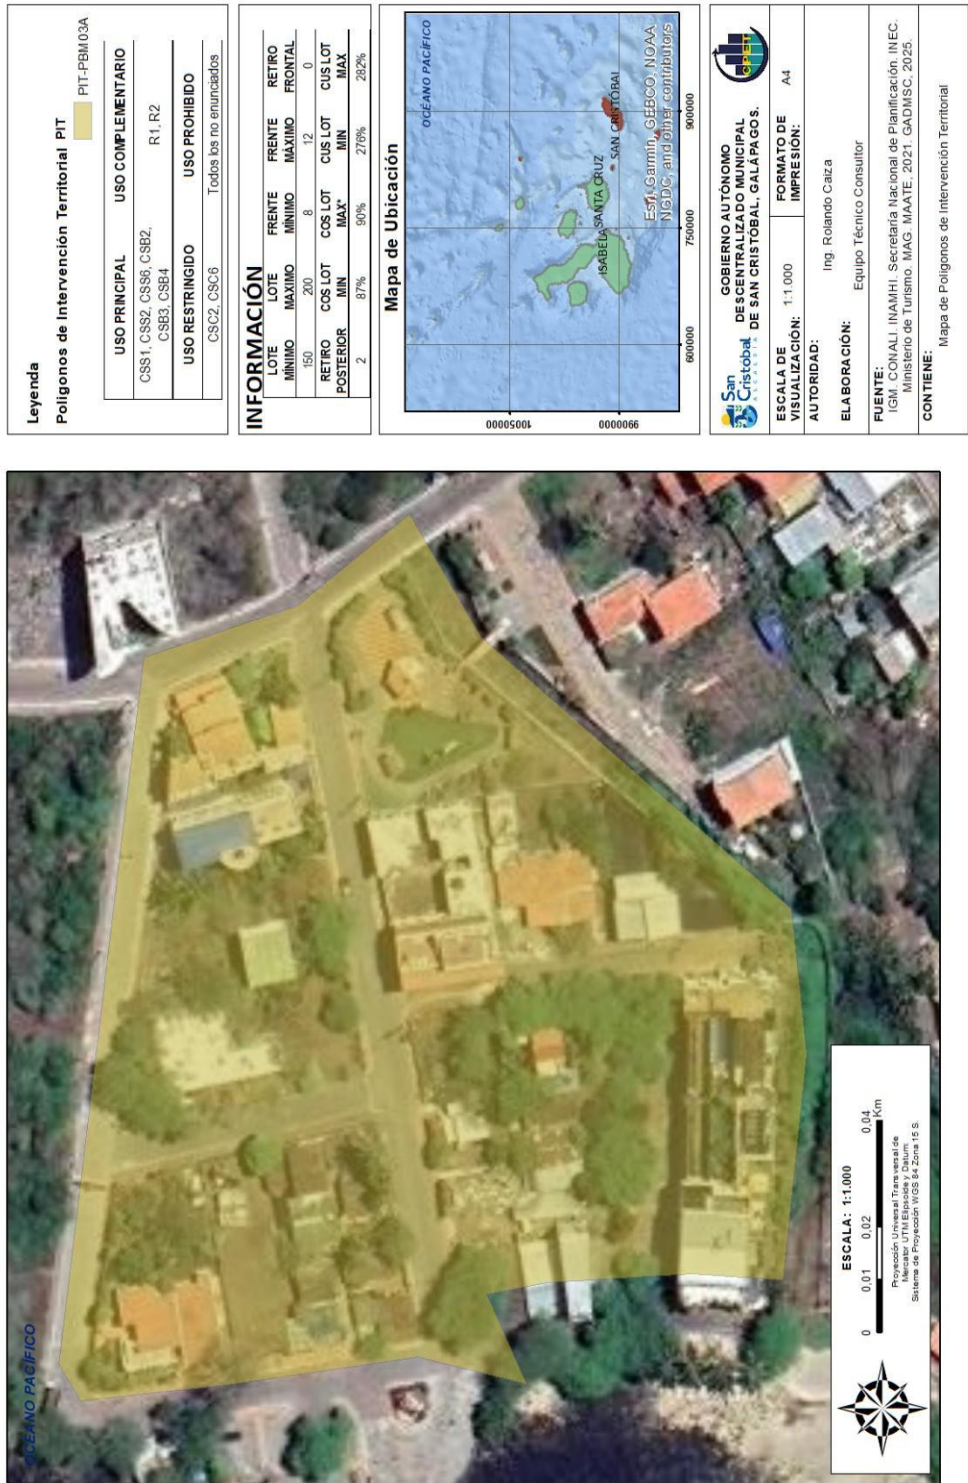 OCÉANO PACÍFICO
ESCALA: 1:1.000
0 0,01 0,02 0,04
Km
Proyección Universal Transversal de
Mercator UTM Elipsoide y Datum:
Sistema de Proyección WGS 84 Zona 15 S.
Leyenda
Polígonos de Intervención Territorial PIT
PIT-PBM03A
USO PRINCIPAL USO COMPLEMENTARIO
CSS1, CSS2, CSS6, CSB2,
CSB3, CSB4
R1, R2
USO RESTRINGIDO USO PROHIBIDO
CSC2, CSC6 Todos los no enunciados
INFORMACIÓN
LOTE MÍNIMO LOTE MAXIMO FRENTE MÍNIMO FRENTE MÁXIMO RETIRO FRONTAL
150 200 8 12 0
RETIRO POSTERIOR COS LOT MIN COS LOT MAX* CUS LOT MIN CUS LOT MAX
2 87% 90% 276% 282%
Mapa de Ubicación
OCÉANO PACÍFICO
ISABELA
SANTA CRUZ
SAN CRISTÓBAL
Esri, Garmin, GEBCO, NOAA
NGDC, and other contributors
600000 750000 900000
10050000
9900000
San
Cristóbal
ALCALDÍA
GOBIERNO AUTÓNOMO
DESCENTRALIZADO MUNICIPAL
DE SAN CRISTÓBAL, GALÁPAGOS.
CPET
ESCALA DE
VISUALIZACIÓN: 1:1.000
FORMATO DE
IMPRESIÓN: A4
AUTORIDAD:
Ing. Rolando Caiza
ELABORACIÓN:
Equipo Técnico Consultor
FUENTE:
IGM. CONALI. INAMHI. Secretaría Nacional de Planificación. INEC.
Ministerio de Turismo. MAG. MAATE, 2021. GADMSC, 2025.
CONTIENE:
Mapa de Polígonos de Intervención Territorial